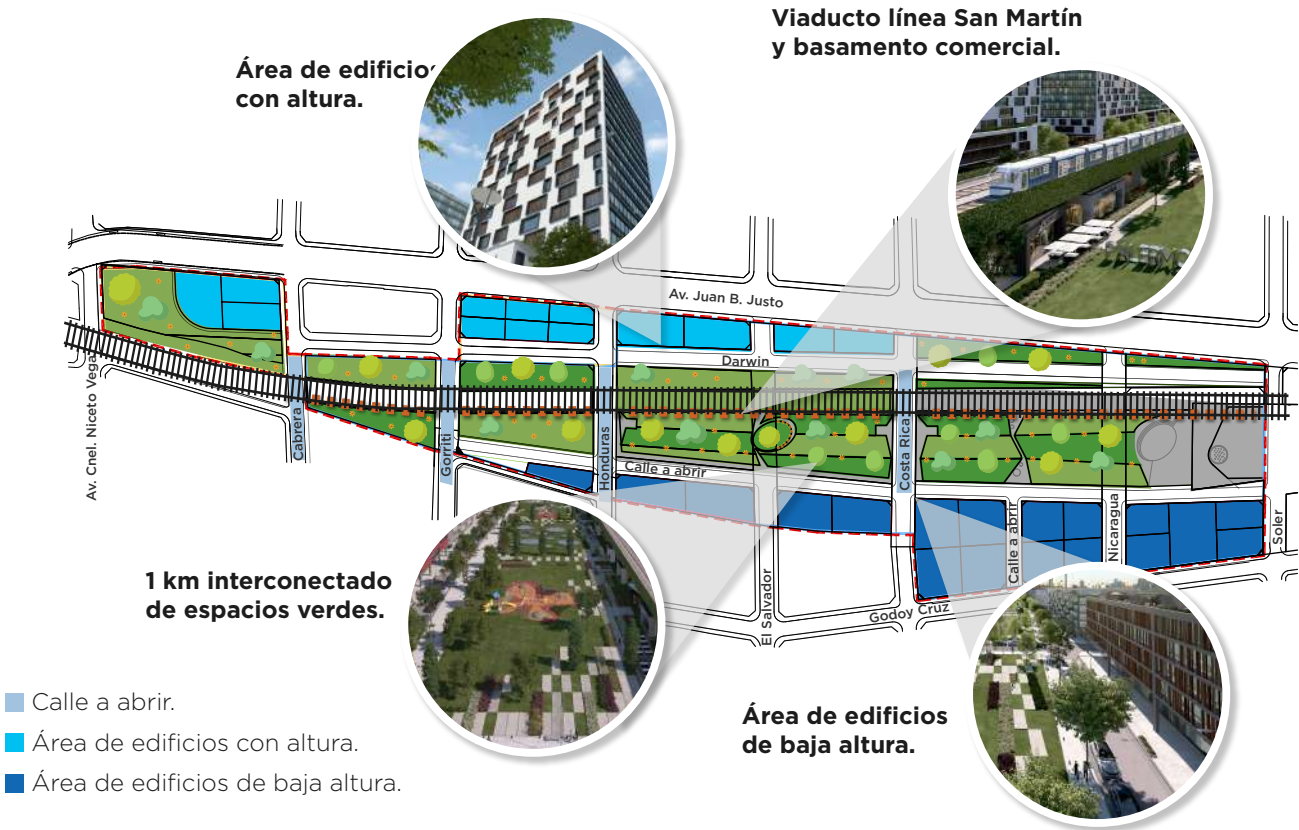 Viaducto línea San Martín
y basamento comercial.
Área de edificios
con altura.
Av. Juan B. Justo
Darwin
Av. Cnel. Niceto Vega
Cabrera
Gorriti
Honduras
Costa Rica
Calle a abrir
Calle a abrir
Nicaragua
Soler
El Salvador
Godoy Cruz
1 km interconectado
de espacios verdes.
Área de edificios
de baja altura.
Calle a abrir.
Área de edificios con altura.
Área de edificios de baja altura.